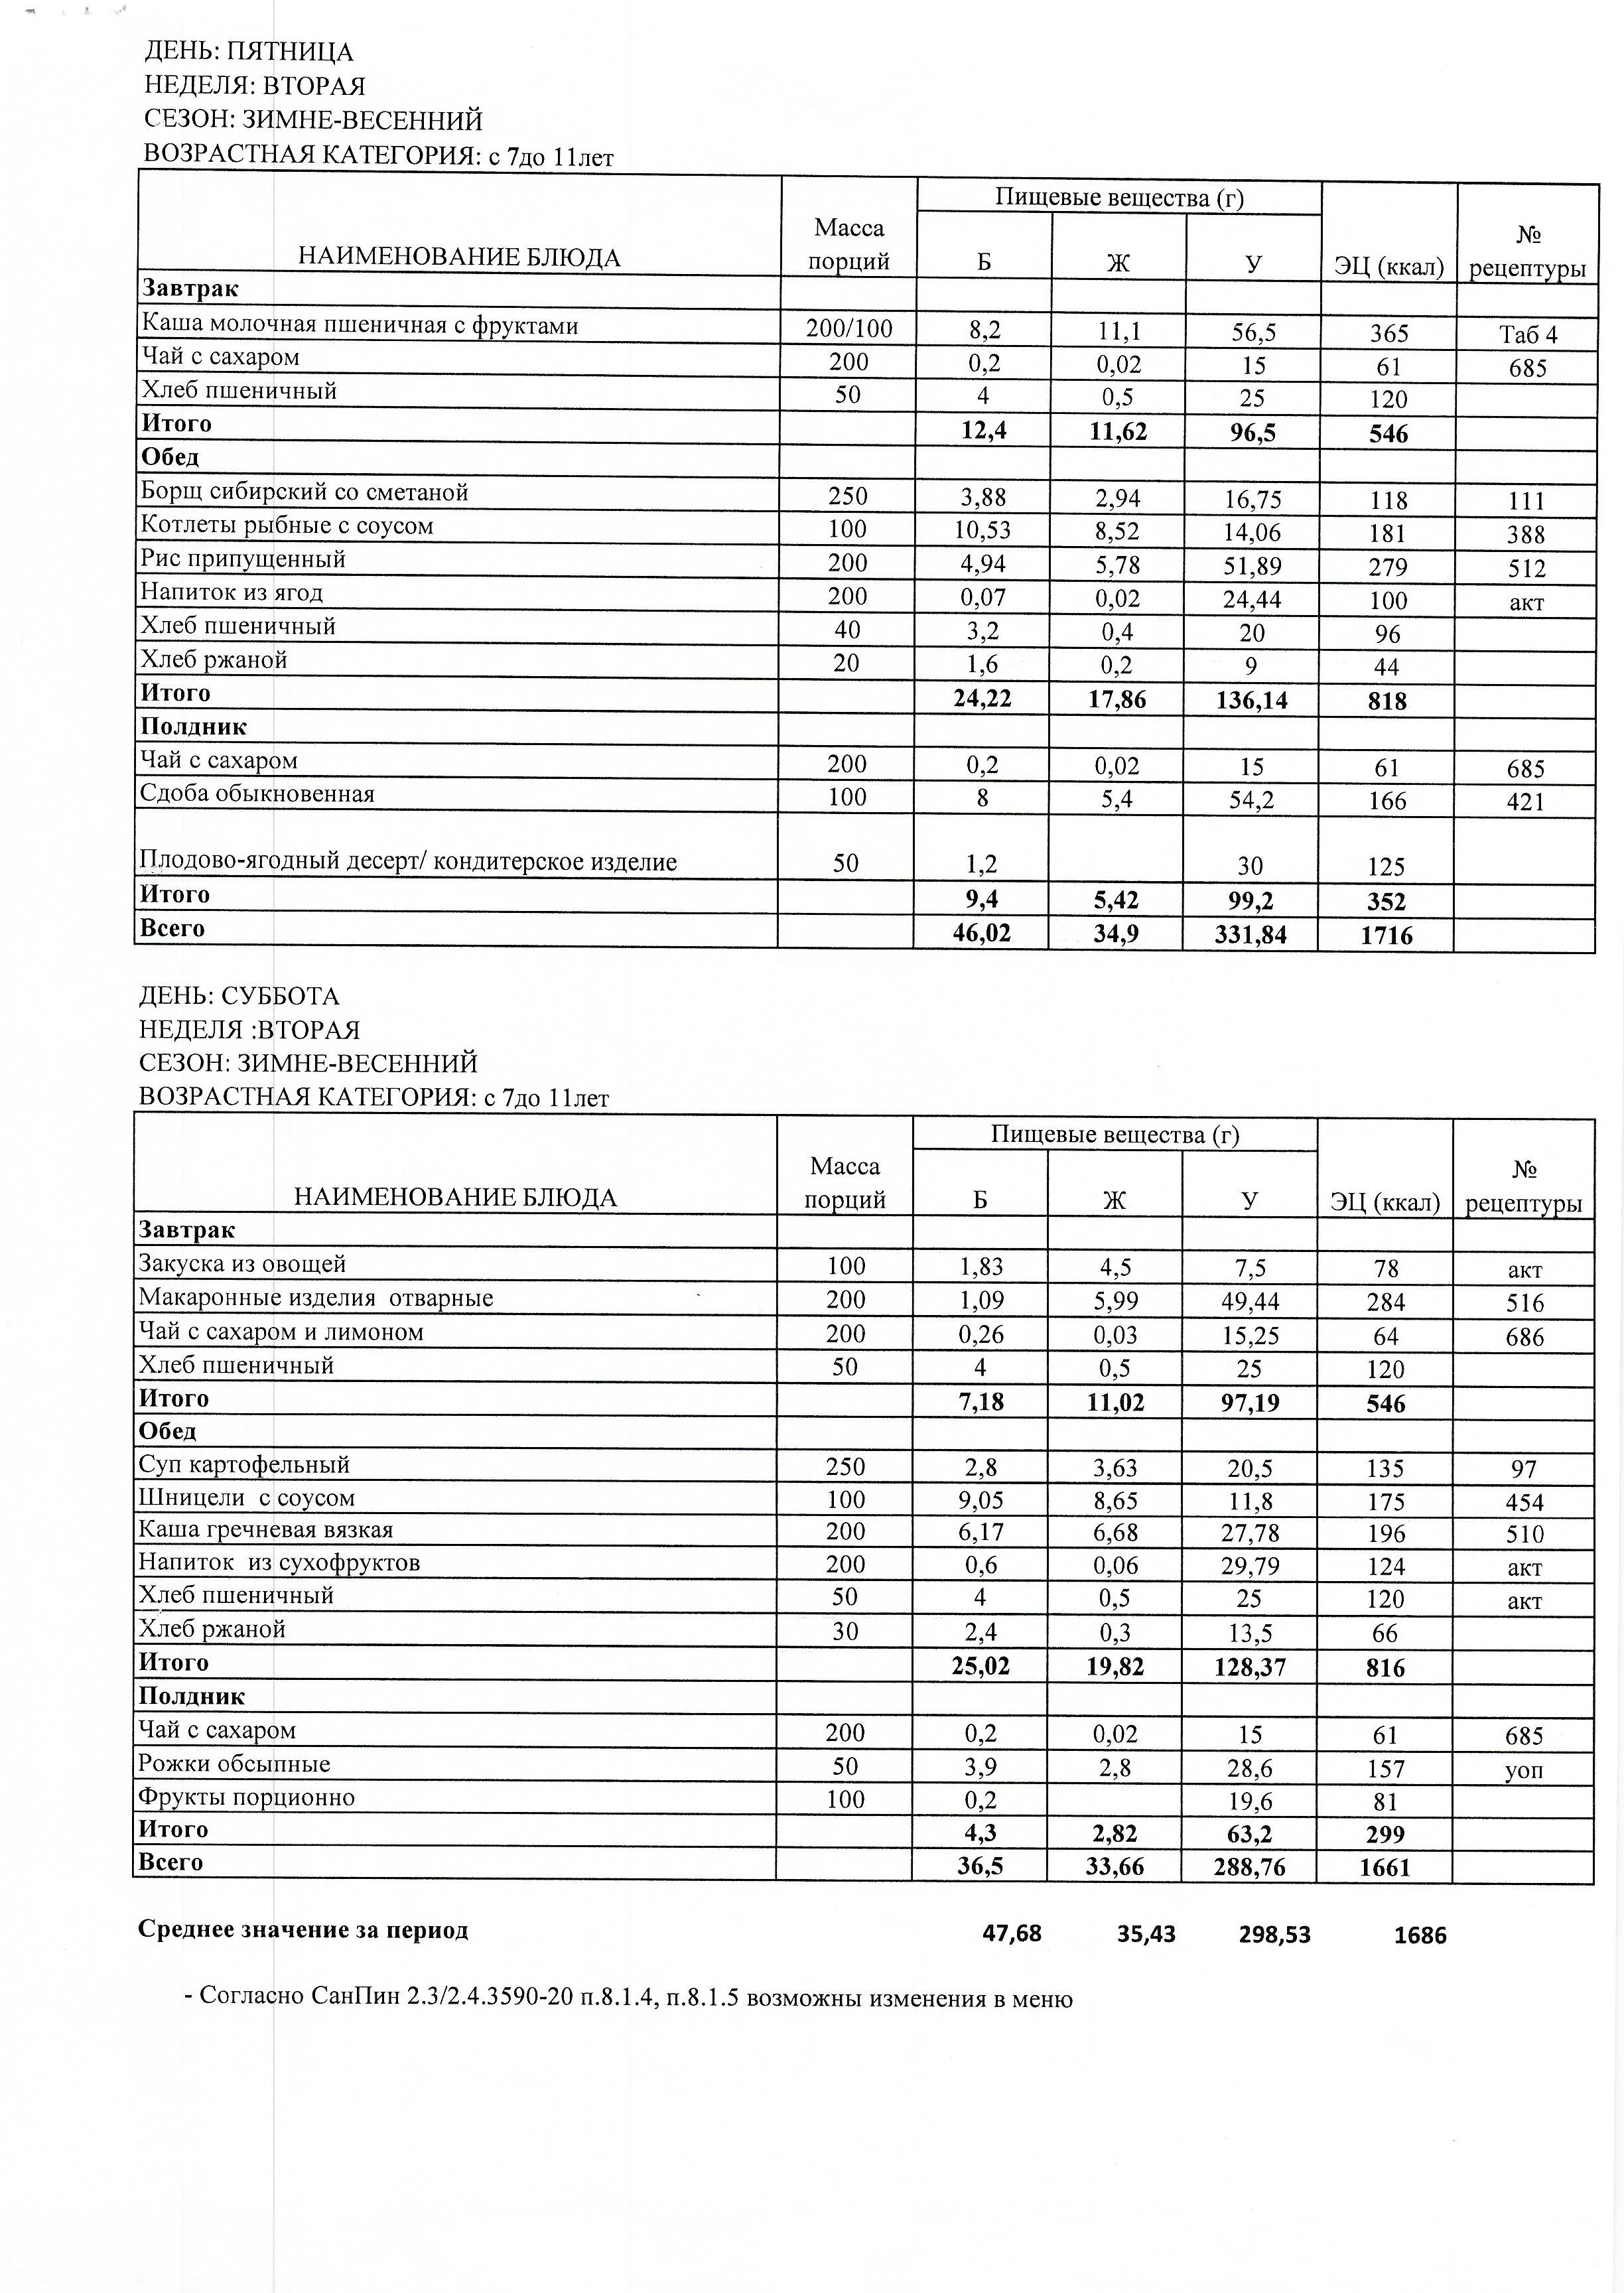 ДЕНЬ: ПЯТНИЦА
НЕДЕЛЯ: ВТОРАЯ
СЕЗОН: ЗИМНЕ-ВЕСЕННИЙ
ВОЗРАСТНАЯ КАТЕГОРИЯ: с 7до 11лет
НАИМЕНОВАНИЕ БЛЮДА Масса порций Пищевые вещества (г) Б Ж У ЭЦ (ккал) № рецептуры
Завтрак
Каша молочная пшеничная с фруктами 200/100 8,2 11,1 56,5 365 Таб 4
Чай с сахаром 200 0,2 0,02 15 61 685
Хлеб пшеничный 50 4 0,5 25 120
Итого 12,4 11,62 96,5 546
Обед
Борщ сибирский со сметаной 250 3,88 2,94 16,75 118 111
Котлеты рыбные с соусом 100 10,53 8,52 14,06 181 388
Рис припущенный 200 4,94 5,78 51,89 279 512
Напиток из ягод 200 0,07 0,02 24,44 100 акт
Хлеб пшеничный 40 3,2 0,4 20 96
Хлеб ржаной 20 1,6 0,2 9 44
Итого 24,22 17,86 136,14 818
Полдник
Чай с сахаром 200 0,2 0,02 15 61 685
Сдоба обыкновенная 100 8 5,4 54,2 166 421
Плодово-ягодный десерт/ кондитерское изделие 50 1,2 30 125
Итого 9,4 5,42 99,2 352
Всего 46,02 34,9 331,84 1716
ДЕНЬ: СУББОТА
НЕДЕЛЯ :ВТОРАЯ
СЕЗОН: ЗИМНЕ-ВЕСЕННИЙ
ВОЗРАСТНАЯ КАТЕГОРИЯ: с 7до 11лет
НАИМЕНОВАНИЕ БЛЮДА Масса порций Пищевые вещества (г) Б Ж У ЭЦ (ккал) № рецептуры
Завтрак
Закуска из овощей 100 1,83 4,5 7,5 78 акт
Макаронные изделия отварные 200 1,09 5,99 49,44 284 516
Чай с сахаром и лимоном 200 0,26 0,03 15,25 64 686
Хлеб пшеничный 50 4 0,5 25 120
Итого 7,18 11,02 97,19 546
Обед
Суп картофельный 250 2,8 3,63 20,5 135 97
Шницели с соусом 100 9,05 8,65 11,8 175 454
Каша гречневая вязкая 200 6,17 6,68 27,78 196 510
Напиток из сухофруктов 200 0,6 0,06 29,79 124 акт
Хлеб пшеничный 50 4 0,5 25 120 акт
Хлеб ржаной 30 2,4 0,3 13,5 66
Итого 25,02 19,82 128,37 816
Полдник
Чай с сахаром 200 0,2 0,02 15 61 685
Рожки обсыпные 50 3,9 2,8 28,6 157 уоп
Фрукты порционно 100 0,2 19,6 81
Итого 4,3 2,82 63,2 299
Всего 36,5 33,66 288,76 1661
Среднее значение за период 47,68 35,43 298,53 1686
- Согласно СанПин 2.3/2.4.3590-20 п.8.1.4, п.8.1.5 возможны изменения в меню